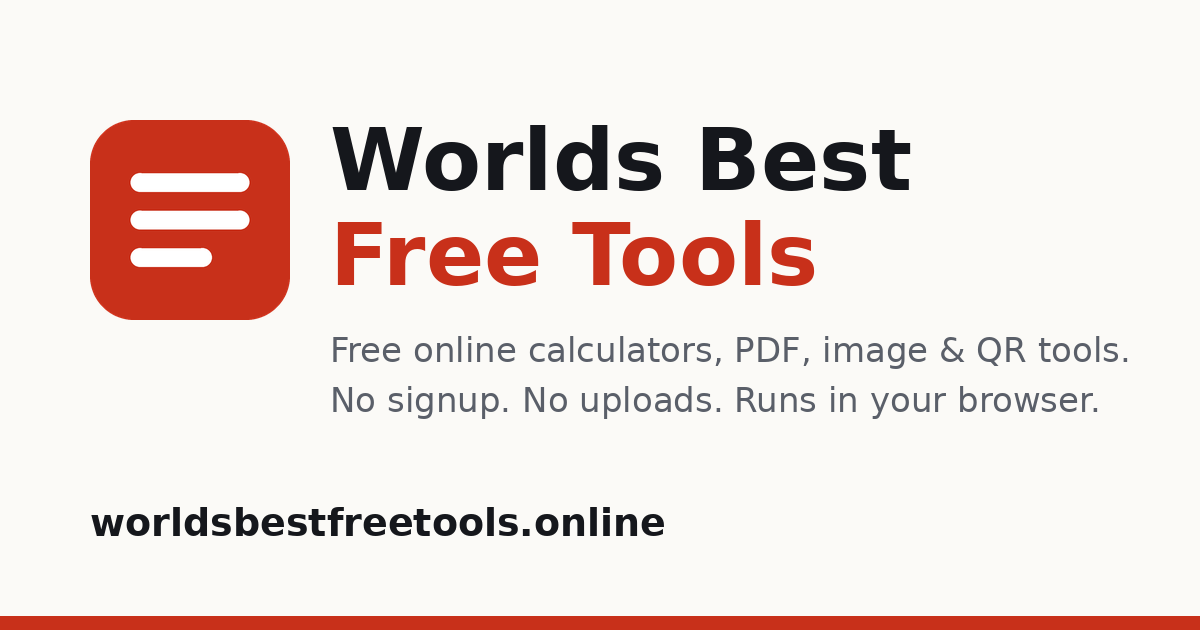 Worlds Best
Free Tools
Free online calculators, PDF, image & QR tools.
No signup. No uploads. Runs in your browser.
worldsbestfreetools.online